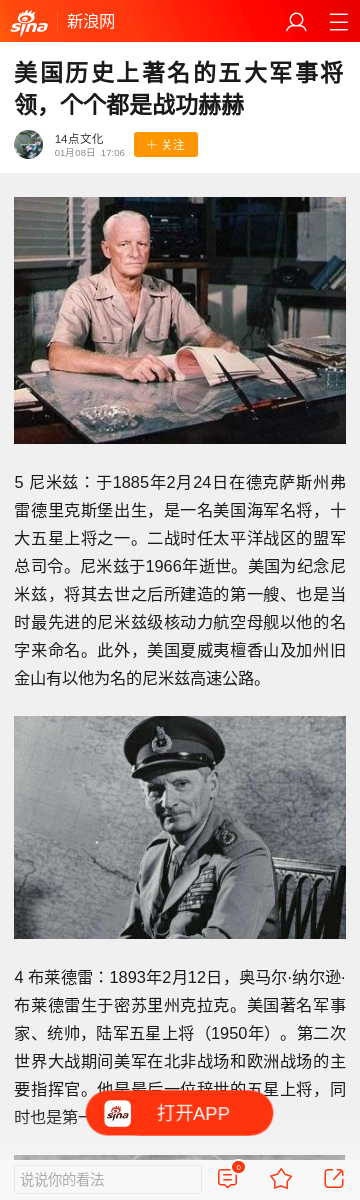 sina 新浪网
美国历史上著名的五大军事将
领，个个都是战功赫赫
14点文化
01月08日 17:06
+ 关注
5 尼米兹：于1885年2月24日在德克萨斯州弗
雷德里克斯堡出生，是一名美国海军名将，十
大五星上将之一。二战时任太平洋战区的盟军
总司令。尼米兹于1966年逝世。美国为纪念尼
米兹，将其去世之后所建造的第一艘、也是当
时最先进的尼米兹级核动力航空母舰以他的名
字来命名。此外，美国夏威夷檀香山及加州旧
金山有以他为名的尼米兹高速公路。
4 布莱德雷：1893年2月12日，奥马尔·纳尔逊·
布莱德雷生于密苏里州克拉克。美国著名军事
家、统帅，陆军五星上将（1950年）。第二次
世界大战期间美军在北非战场和欧洲战场的主
要指挥官。他是最后一位辞世的五星上将，同
时也是第一
sina 打开APP
说说你的看法
0